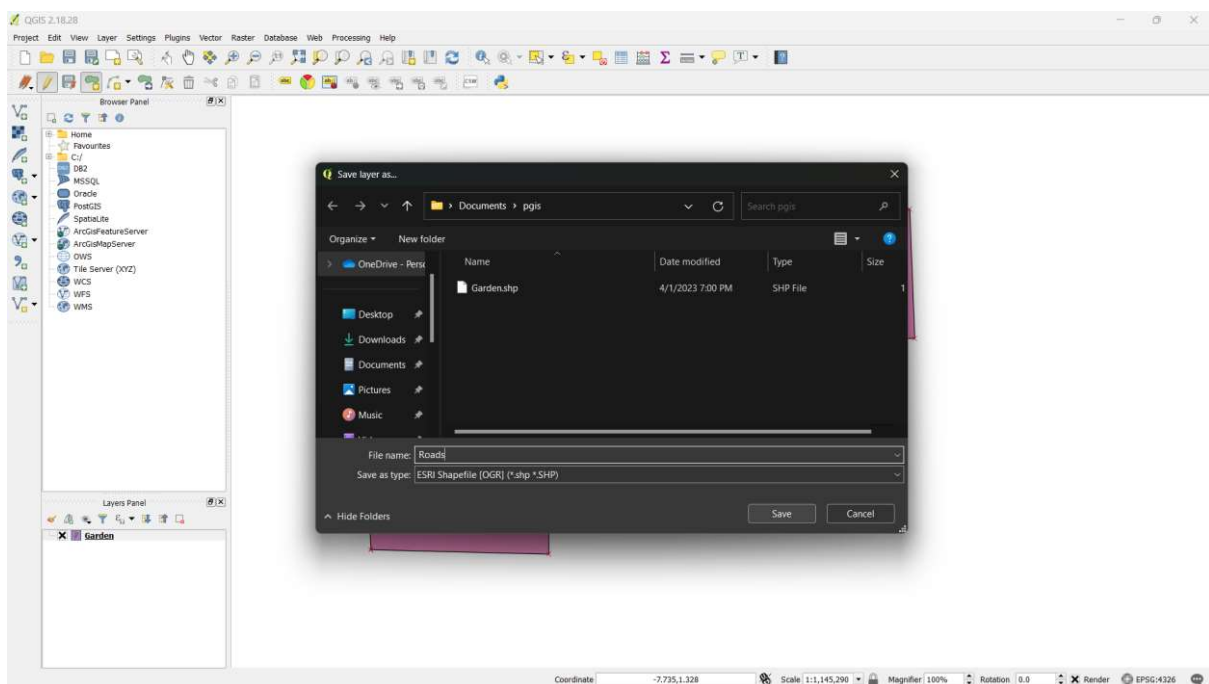 QGIS 2.18.28
Project Edit View Layer Settings Plugins Vector Raster Database Web Processing Help
Browser Panel
Home
Favourites
C:/
DB2
MSSQL
Oracle
PostGIS
SpatiaLite
ArcGisFeatureServer
ArcGisMapServer
OWS
Tile Server (XYZ)
WCS
WFS
WMS
Layers Panel
Garden
Save layer as...
Documents › pgis
Search pgis
Organize New folder
OneDrive - Perso
Desktop
Downloads
Documents
Pictures
Music
Name Date modified Type Size
Garden.shp 4/1/2023 7:00 PM SHP File 1
File name: Roads
Save as type: ESRI Shapefile [OGR] (*.shp *.SHP)
Hide Folders Save Cancel
Coordinate -7.735,1.328 Scale 1:1,145,290 Magnifier 100% Rotation 0.0 Render EPSG:4326